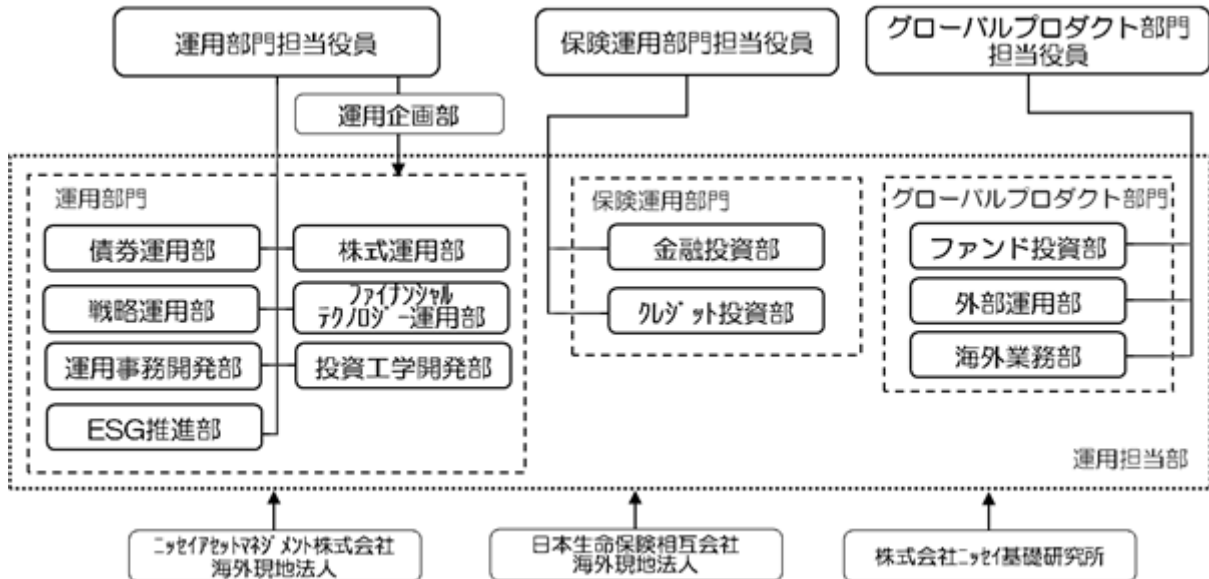 運用部門担当役員
保険運用部門担当役員
グローバルプロダクト部門
担当役員
運用企画部
運用部門
債券運用部
株式運用部
戦略運用部
ファイナンシャル
テクノロジー運用部
運用事務開発部
投資工学開発部
ESG推進部
保険運用部門
金融投資部
クレジット投資部
グローバルプロダクト部門
ファンド投資部
外部運用部
海外業務部
運用担当部
ニッセイアセットマネジメント株式会社
海外現地法人
日本生命保険相互会社
海外現地法人
株式会社ニッセイ基礎研究所